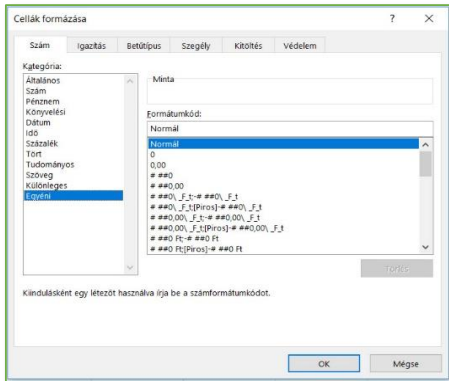 Cellák formázása
? ×
Szám Igazítás Betűtípus Szegély Kitöltés Védelem
Kategória:
Általános
Szám
Pénznem
Könyvelési
Dátum
Idő
Százalék
Tört
Tudományos
Szöveg
Különleges
Egyéni
Minta
Formátumkód:
Normál
Normál
0
0,00
# ##0
# ##0,00
# ##0\ _F_t;-# ##0\ _F_t
# ##0\ _F_t;[Piros]-# ##0\ _F_t
# ##0,00\ _F_t;-# ##0,00\ _F_t
# ##0,00\ _F_t;[Piros]-# ##0,00\ _F_t
# ##0 Ft;-# ##0 Ft
# ##0 Ft;[Piros]-# ##0 Ft
Törlés
Kiindulásként egy létezőt használva írja be a számformátumkódot.
OK Mégse